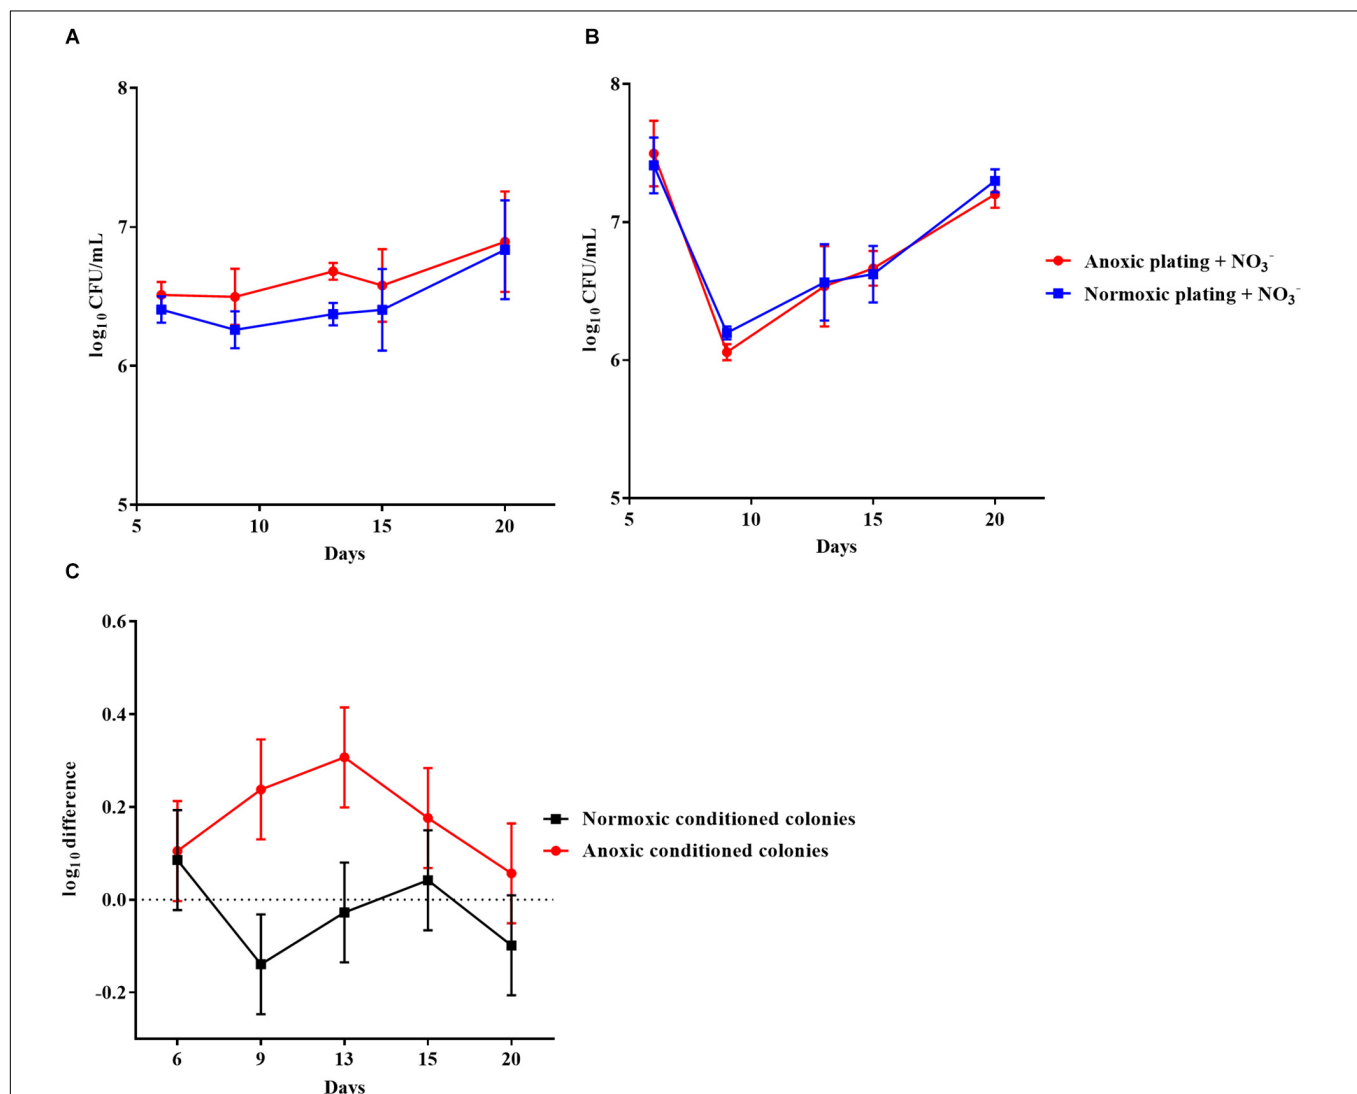 A
8
7
6
5
log10 CFU/mL
5 10 15 20
Days
B
8
7
6
5
log10 CFU/mL
5 10 15 20
Days
Anoxic plating + NO3⁻
Normoxic plating + NO3⁻
C
0.6
0.4
0.2
0.0
-0.2
log10 difference
6 9 13 15 20
Days
Normoxic conditioned colonies
Anoxic conditioned colonies